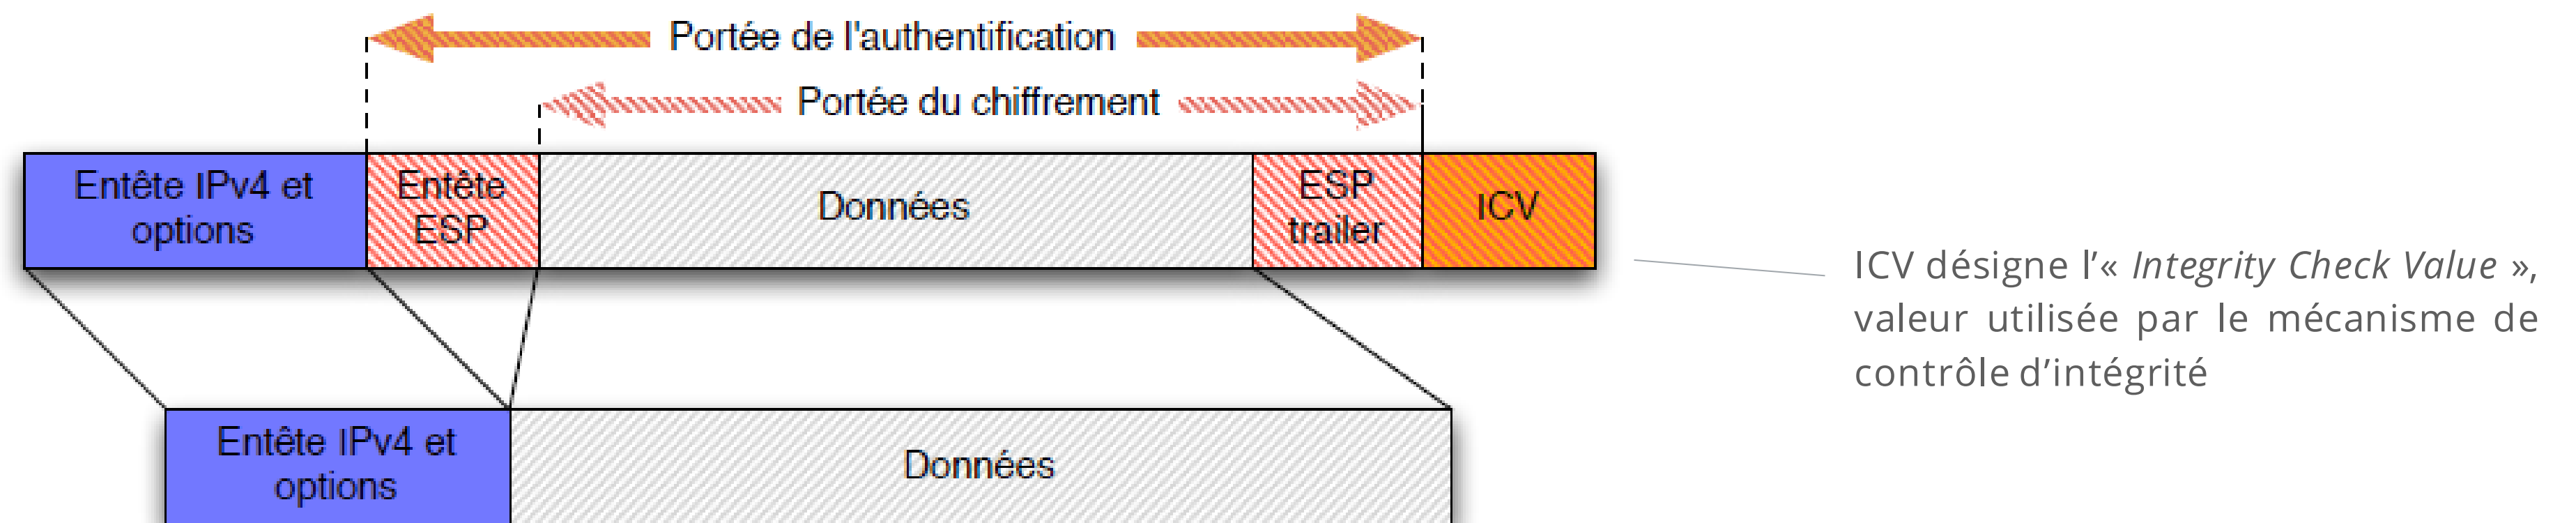 Portée de l'authentification
Portée du chiffrement
Entête IPv4 et
options
Entête
ESP
Données
ESP
trailer
ICV
ICV désigne l’« Integrity Check Value »,
valeur utilisée par le mécanisme de
contrôle d’intégrité
Entête IPv4 et
options
Données